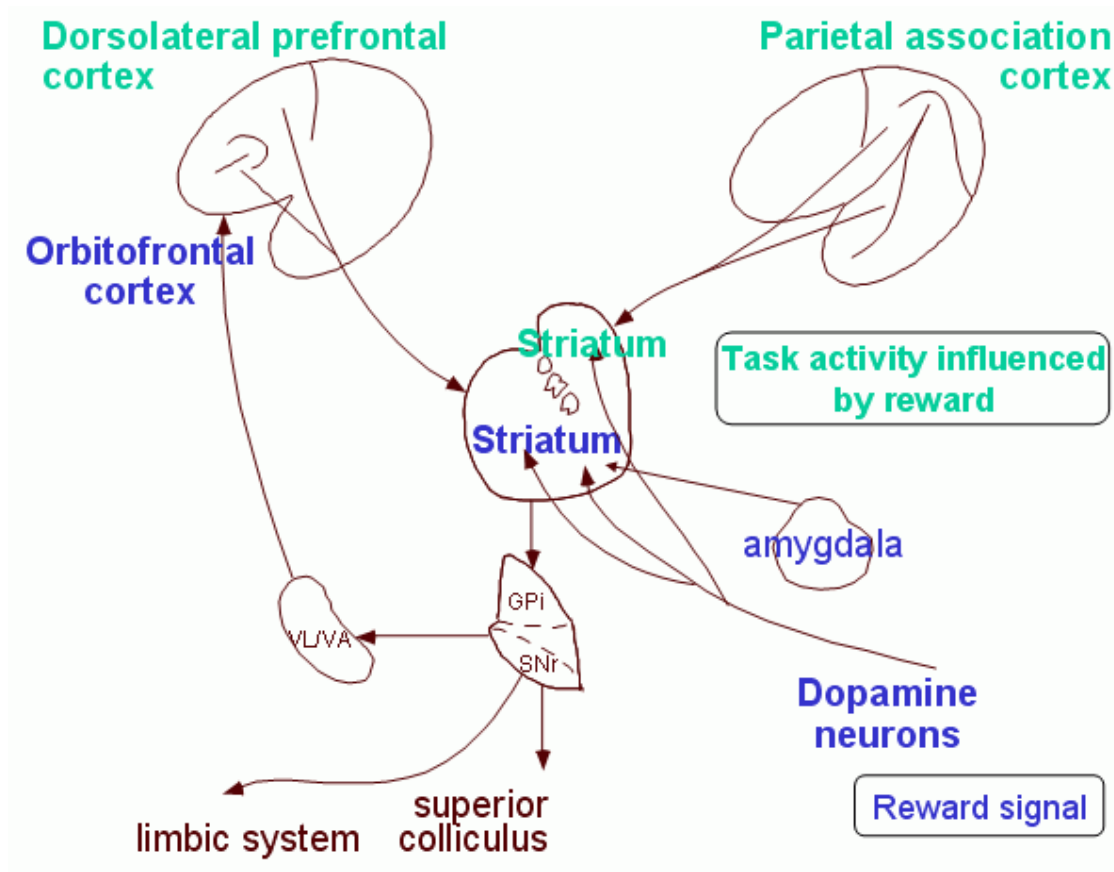 Dorsolateral prefrontal
cortex
Parietal association
cortex
Orbitofrontal
cortex
Striatum
Task activity influenced
by reward
Striatum
amygdala
GPi
VL/VA
SNr
Dopamine
neurons
Reward signal
superior
colliculus
limbic system